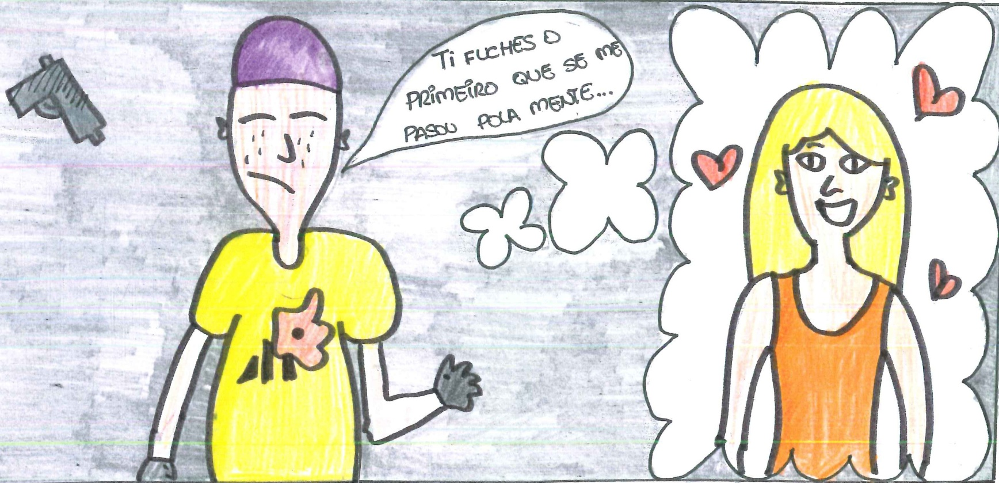 Ti FUCHES O
PRIMEIRO QUE SE ME
PASOU POLA MENTE...